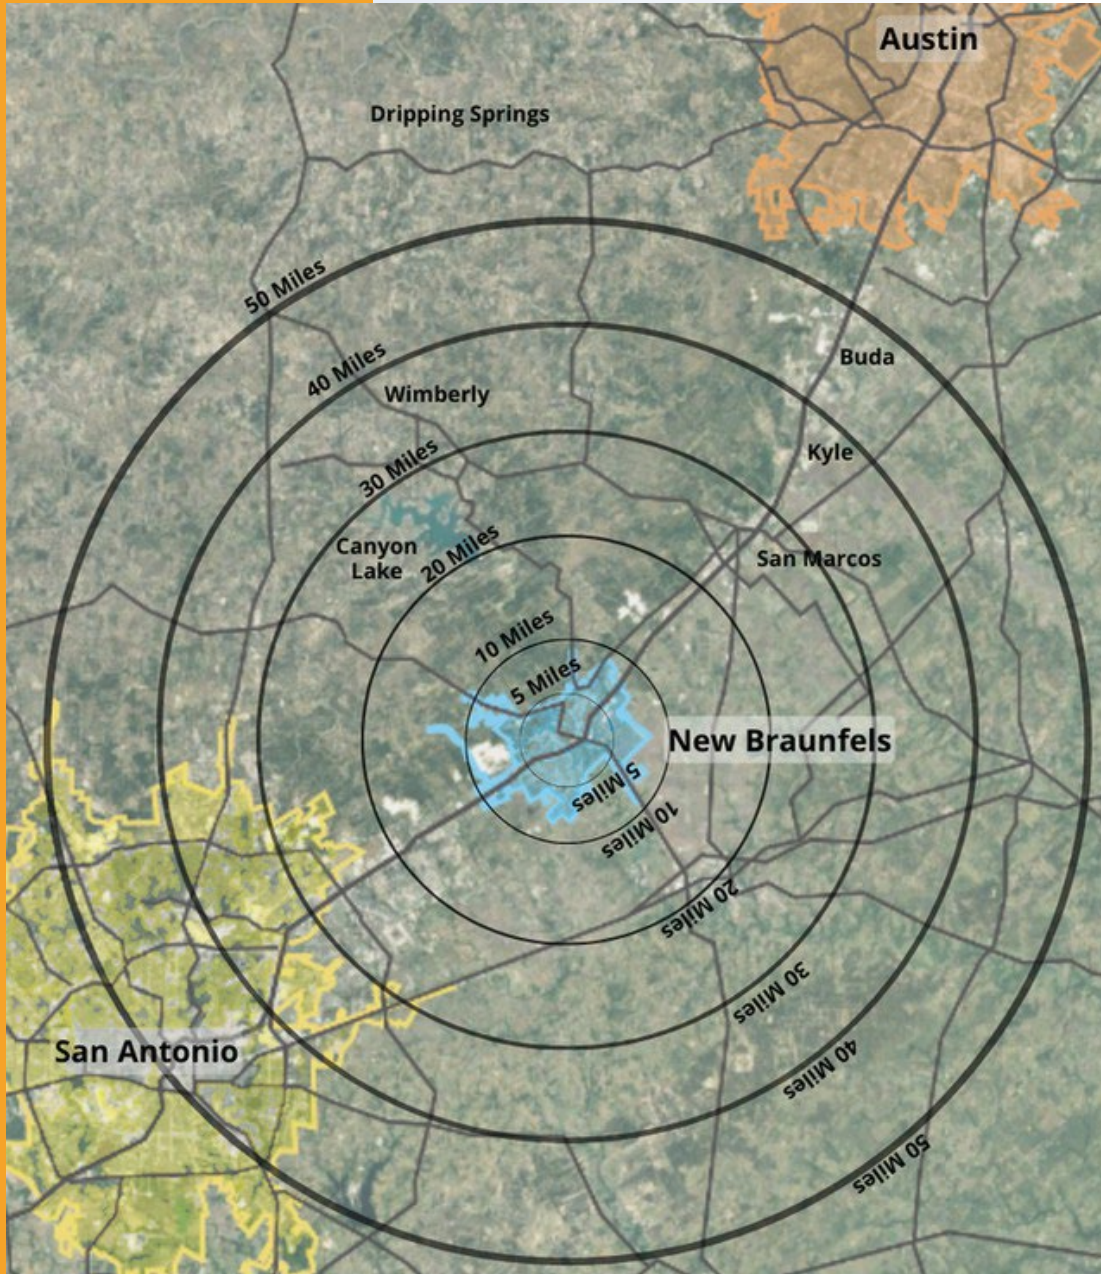 Austin
Dripping Springs
50 Miles
40 Miles
Buda
Wimberly
30 Miles
Kyle
20 Miles
Canyon
Lake
San Marcos
10 Miles
5 Miles
New Braunfels
5 Miles
10 Miles
20 Miles
30 Miles
San Antonio
40 Miles
50 Miles